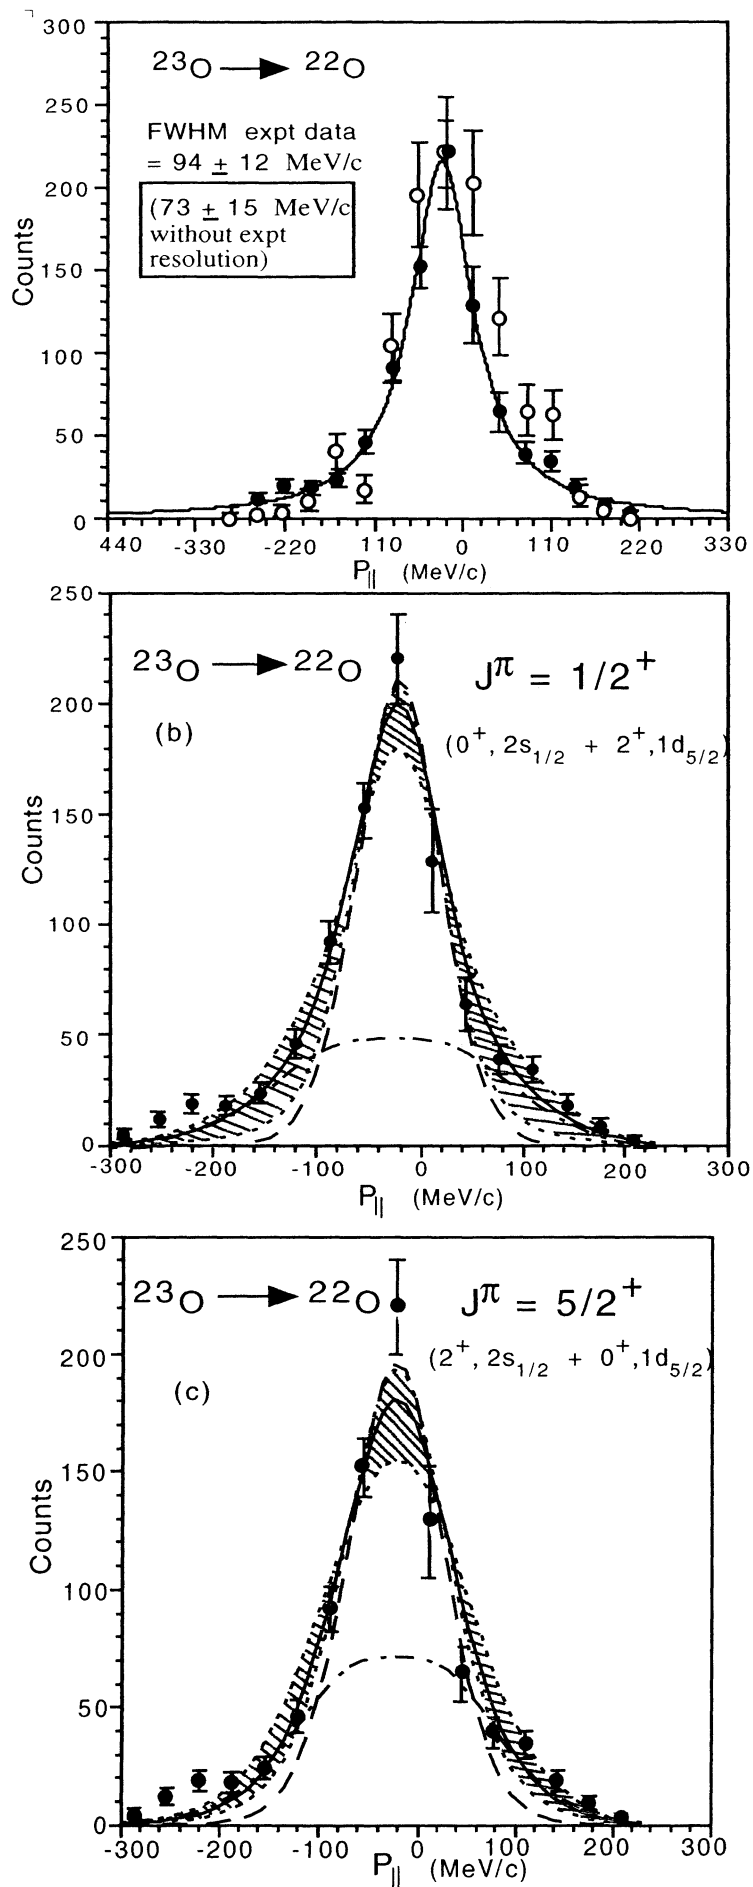 300
23O → 22O
250
FWHM expt data
= 94 ± 12 MeV/c
200
(73 ± 15 MeV/c
without expt
resolution)
Counts
150
100
50
0
440 -330 -220 110 0 110 220 330
P|| (MeV/c)
250
23O → 22O
Jπ = 1/2+
200
(b)
(0+, 2s1/2 + 2+,1d5/2)
150
Counts
100
50
0
-300 -200 -100 0 100 200 300
P|| (MeV/c)
250
23O → 22O
Jπ = 5/2+
200
(2+, 2s1/2 + 0+,1d5/2)
(c)
150
Counts
100
50
0
-300 -200 -100 0 100 200 300
P|| (MeV/c)